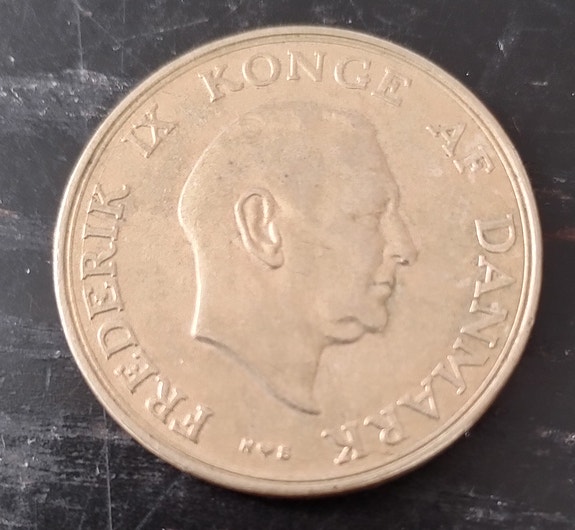 FREDERIK IX KONGE AF DANMARK
K♥S